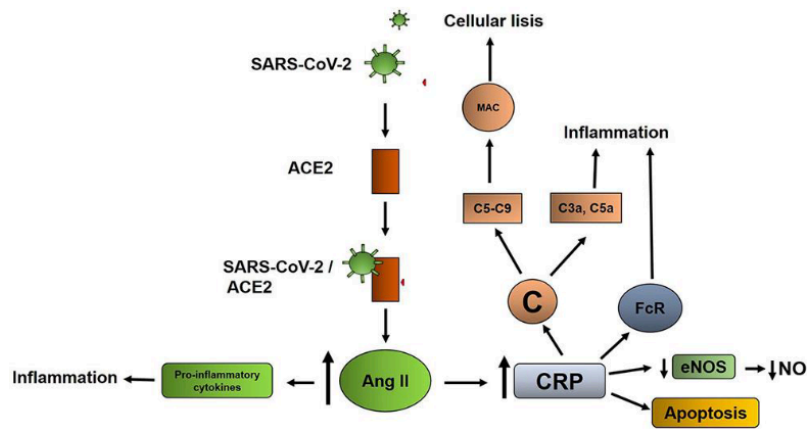 Cellular lisis
SARS-CoV-2
MAC
Inflammation
ACE2
C5-C9
C3a, C5a
SARS-CoV-2 /
ACE2
C
FcR
Inflammation
Pro-inflammatory
cytokines
Ang II
CRP
eNOS
NO
Apoptosis